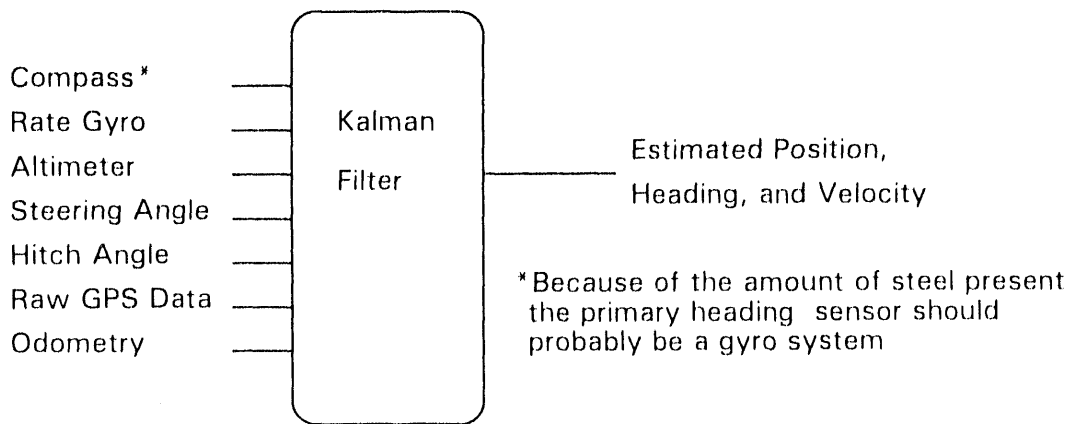 Compass*
Rate Gyro
Altimeter
Steering Angle
Hitch Angle
Raw GPS Data
Odometry
Kalman
Filter
Estimated Position,
Heading, and Velocity
*Because of the amount of steel present
the primary heading sensor should
probably be a gyro system